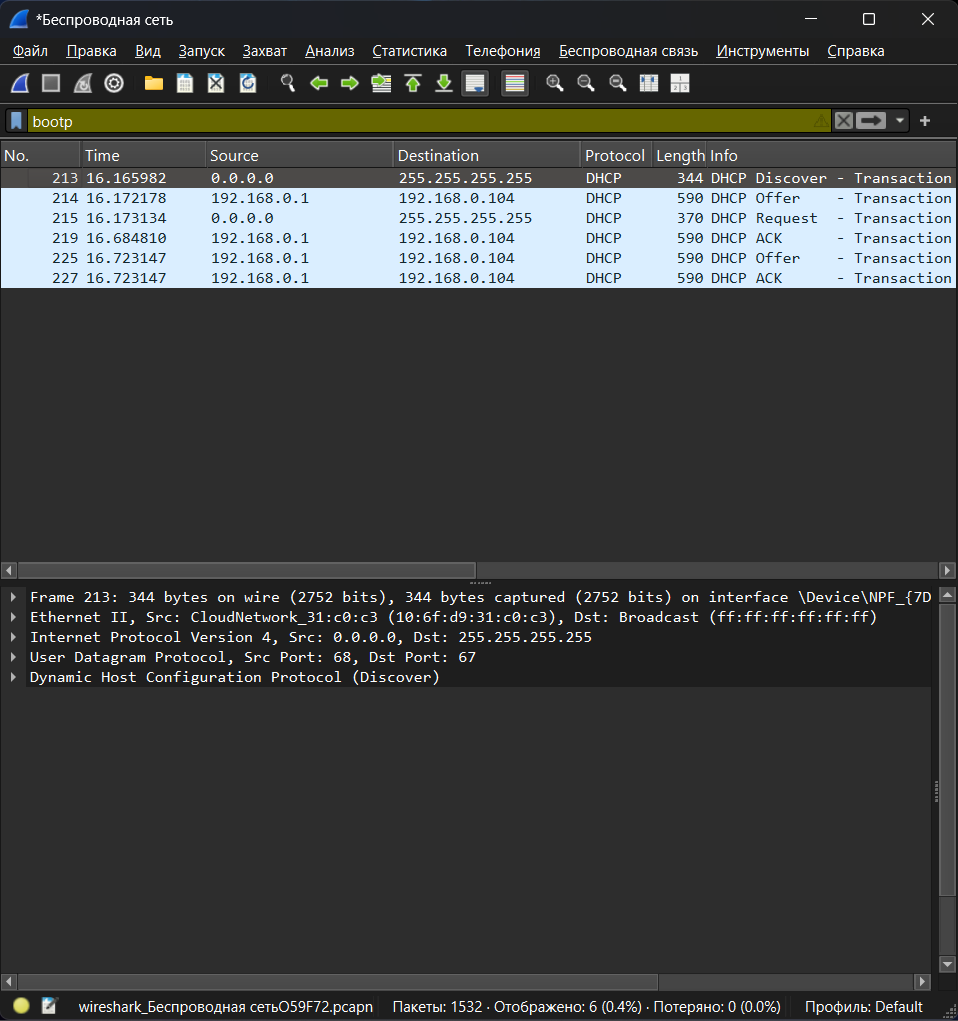 *Беспроводная сеть
Файл Правка Вид Запуск Захват Анализ Статистика Телефония Беспроводная связь Инструменты Справка
bootp
No. Time Source Destination Protocol Length Info
213 16.165982 0.0.0.0 255.255.255.255 DHCP 344 DHCP Discover - Transaction
214 16.172178 192.168.0.1 192.168.0.104 DHCP 590 DHCP Offer - Transaction
215 16.173134 0.0.0.0 255.255.255.255 DHCP 370 DHCP Request - Transaction
219 16.684810 192.168.0.1 192.168.0.104 DHCP 590 DHCP ACK - Transaction
225 16.723147 192.168.0.1 192.168.0.104 DHCP 590 DHCP Offer - Transaction
227 16.723147 192.168.0.1 192.168.0.104 DHCP 590 DHCP ACK - Transaction
Frame 213: 344 bytes on wire (2752 bits), 344 bytes captured (2752 bits) on interface \Device\NPF_{7D
Ethernet II, Src: CloudNetwork_31:c0:c3 (10:6f:d9:31:c0:c3), Dst: Broadcast (ff:ff:ff:ff:ff:ff)
Internet Protocol Version 4, Src: 0.0.0.0, Dst: 255.255.255.255
User Datagram Protocol, Src Port: 68, Dst Port: 67
Dynamic Host Configuration Protocol (Discover)
wireshark_Беспроводная сетьO59F72.pcapn Пакеты: 1532 · Отображено: 6 (0.4%) · Потеряно: 0 (0.0%) Профиль: Default